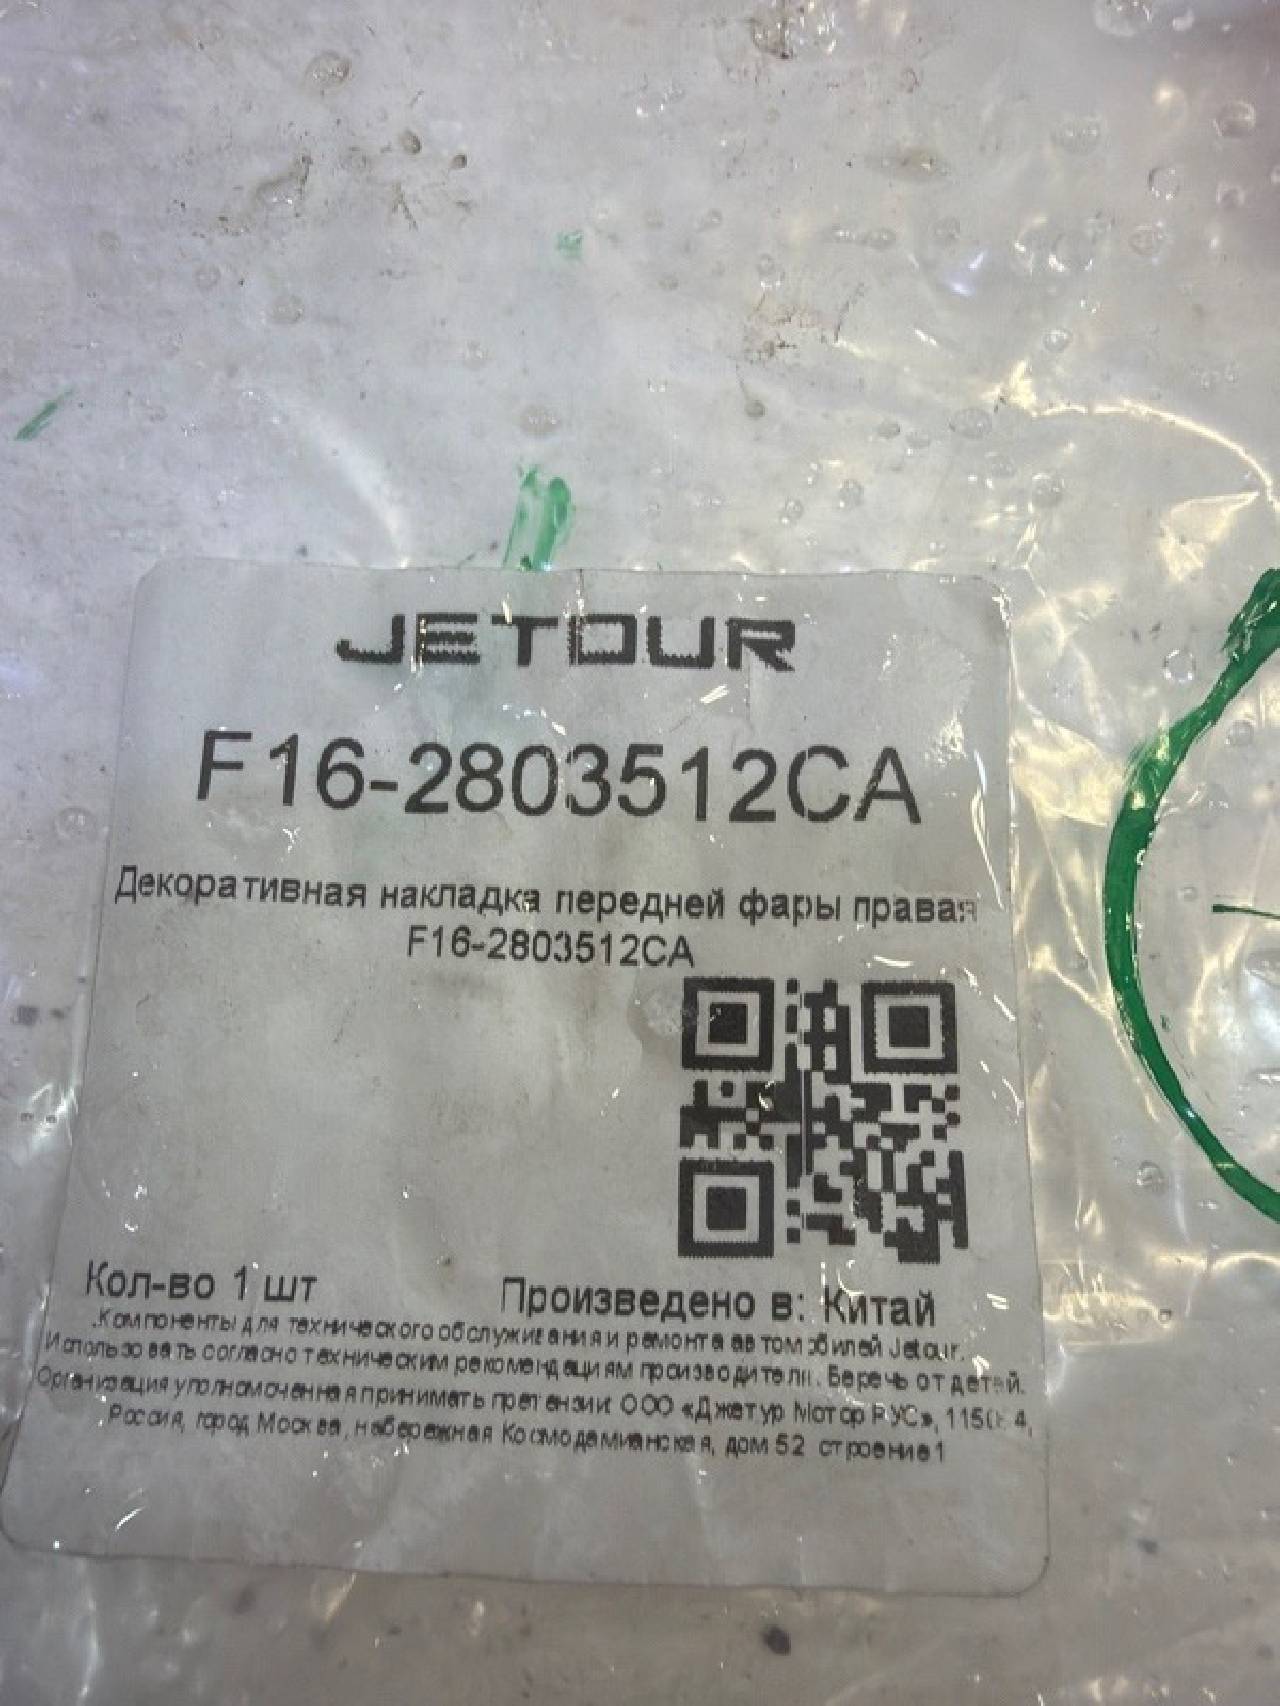 JETOUR
F16-2803512CA
Декоративная накладка передней фары правая
F16-2803512CA
Кол-во 1 шт
Произведено в: Китай
.Компоненты для технического обслуживания и ремонта автомобилей Jetour.
Использовать согласно техническим рекомендациям производителя. Беречь от детей.
Организация уполномоченная принимать претензии: ООО «Джетур Мотор РУС»,
Россия, город Москва, набережная Космодамианская, дом 52 строение 1